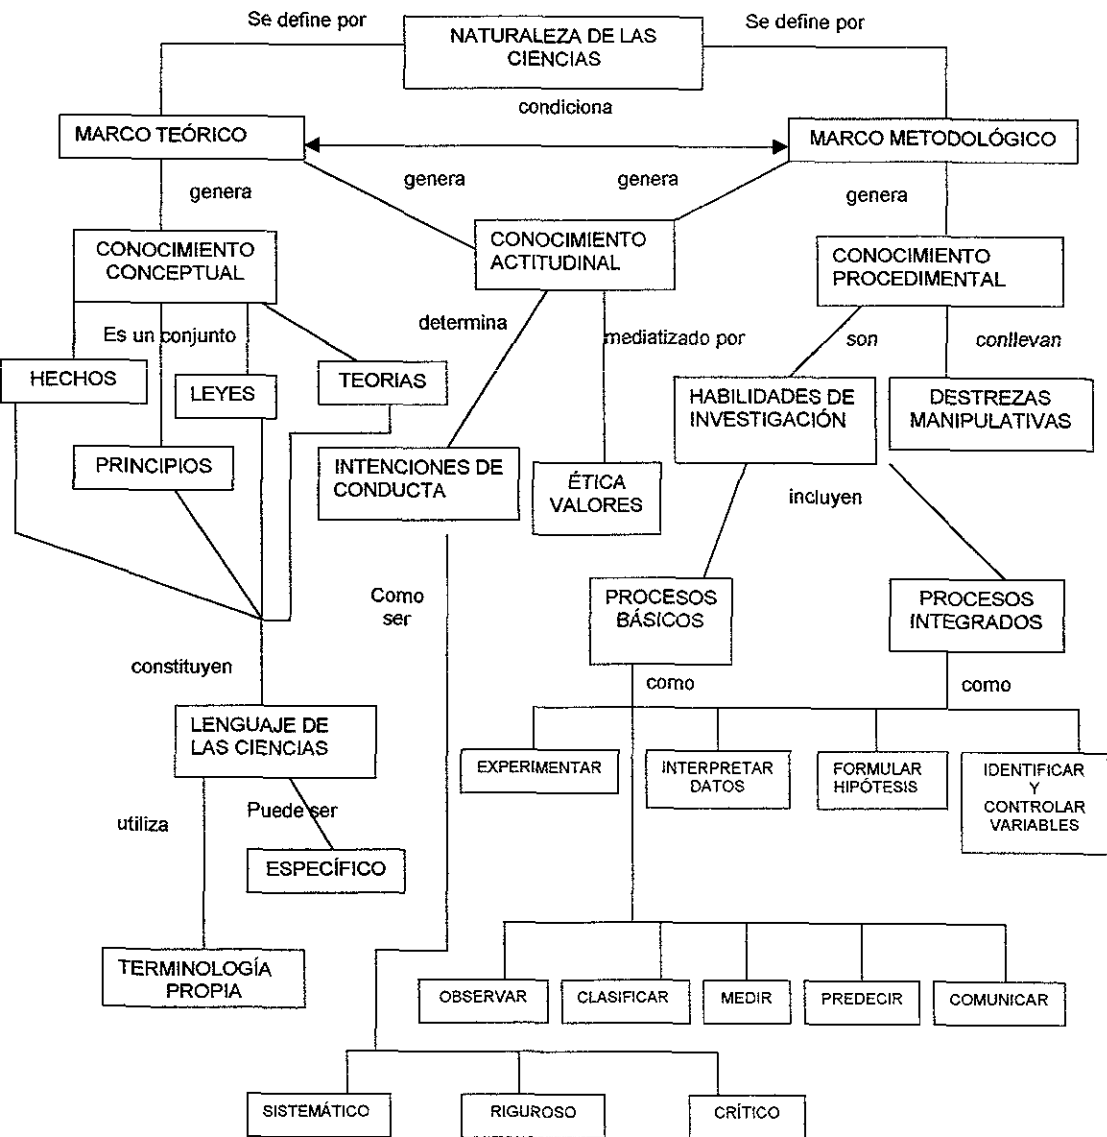 Se define por
NATURALEZA DE LAS
CIENCIAS
Se define por
condiciona
MARCO TEÓRICO
MARCO METODOLÓGICO
genera
genera
genera
genera
CONOCIMIENTO
CONCEPTUAL
CONOCIMIENTO
ACTITUDINAL
CONOCIMIENTO
PROCEDIMENTAL
Es un conjunto
determina
mediatizado por
son
conllevan
HECHOS
LEYES
TEORIAS
HABILIDADES DE
INVESTIGACIÓN
DESTREZAS
MANIPULATIVAS
PRINCIPIOS
INTENCIONES DE
CONDUCTA
ÉTICA
VALORES
incluyen
Como
ser
PROCESOS
BÁSICOS
PROCESOS
INTEGRADOS
constituyen
como
como
LENGUAJE DE
LAS CIENCIAS
EXPERIMENTAR
INTERPRETAR
DATOS
FORMULAR
HIPÓTESIS
IDENTIFICAR
Y
CONTROLAR
VARIABLES
utiliza
Puede ser
ESPECÍFICO
TERMINOLOGÍA
PROPIA
OBSERVAR
CLASIFICAR
MEDIR
PREDECIR
COMUNICAR
SISTEMÁTICO
RIGUROSO
CRÍTICO